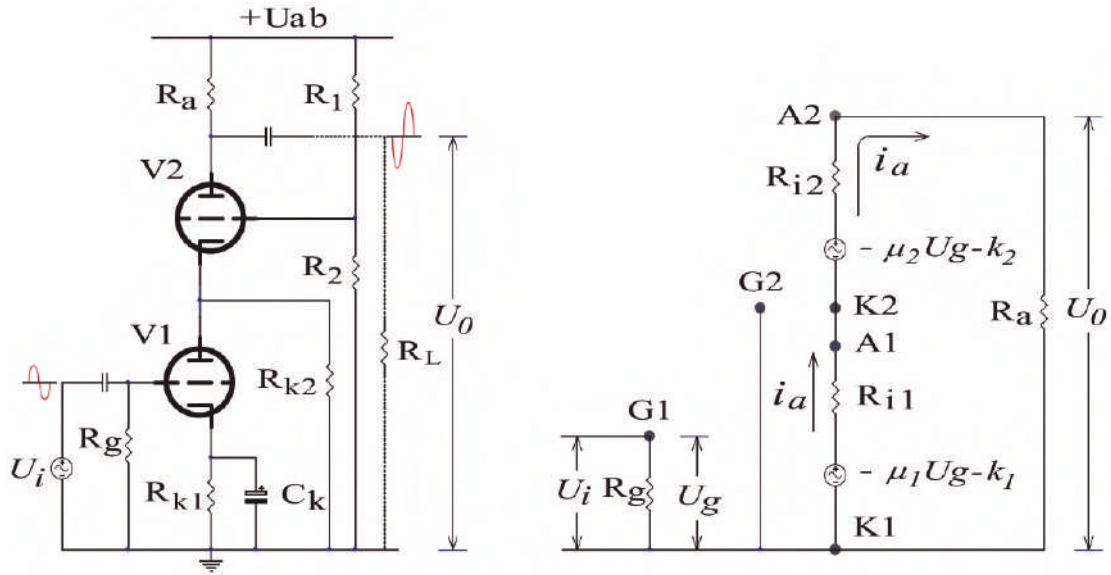 +Uab
Ra
R1
V2
R2
V1
Rk2
RL
U0
Rg
Ui
Rk1
Ck
A2
ia
Ri2
- μ2Ug-k2
G2
K2
A1
Ra
U0
ia
Ri1
G1
Ui
Rg
Ug
- μ1Ug-k1
K1